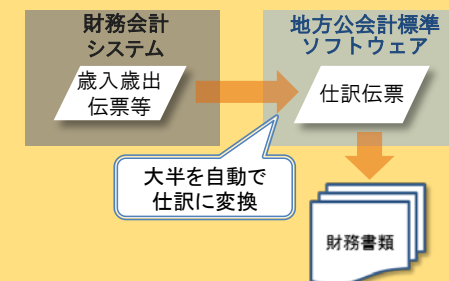 財務会計
システム
歳入歳出
伝票等
地方公会計標準
ソフトウェア
仕訳伝票
大半を自動で
仕訳に変換
財務書類